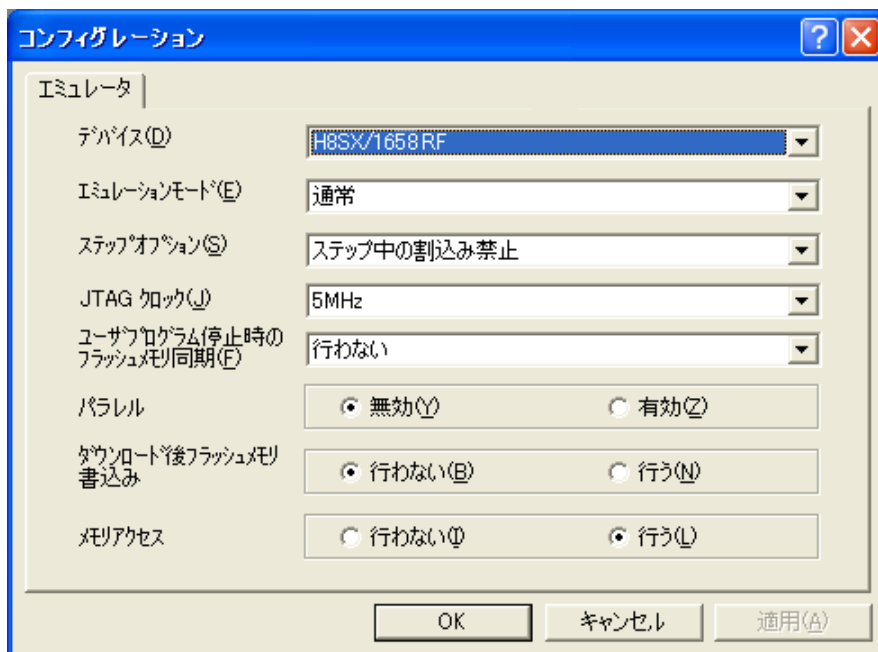 コンフィグレーション
エミュレータ
デバイス(D)
H8SX/1658RF
エミュレーションモード(E)
通常
ステップオプション(S)
ステップ中の割込み禁止
JTAG クロック(J)
5MHz
ユーザプログラム停止時の
フラッシュメモリ同期(F)
行わない
パラレル
無効(Y) 有効(Z)
ダウンロード後フラッシュメモリ
書込み
行わない(B) 行う(N)
メモリアクセス
行わない(I) 行う(L)
OK キャンセル 適用(A)